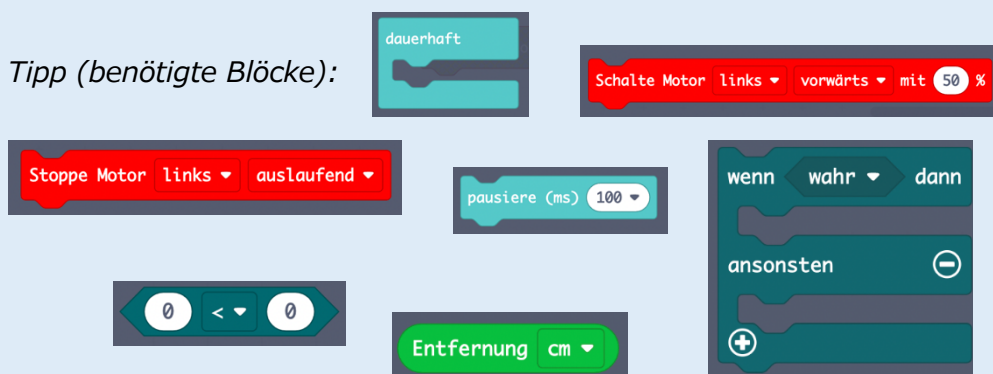 Tipp (benötigte Blöcke):
dauerhaft
Schalte Motor links vorwärts mit 50 %
Stoppe Motor links auslaufend
pausiere (ms) 100
wenn wahr dann
ansonsten
0 < 0
Entfernung cm